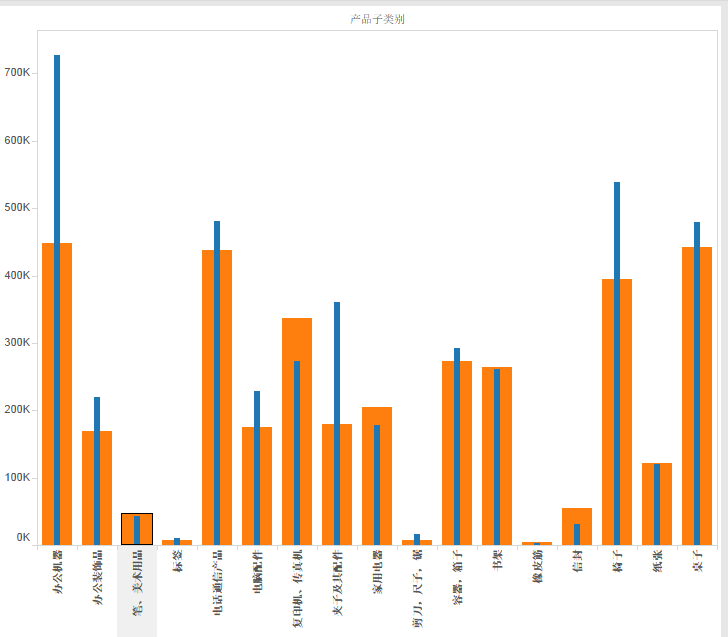 产品子类别
700K
600K
500K
400K
300K
200K
100K
0K
办公机器
办公装饰品
笔、美术用品
标签
电话通信产品
电脑配件
复印机、传真机
夹子及其配件
家用电器
剪刀，尺子，锯
容器，箱子
书架
橡皮筋
信封
椅子
纸张
桌子